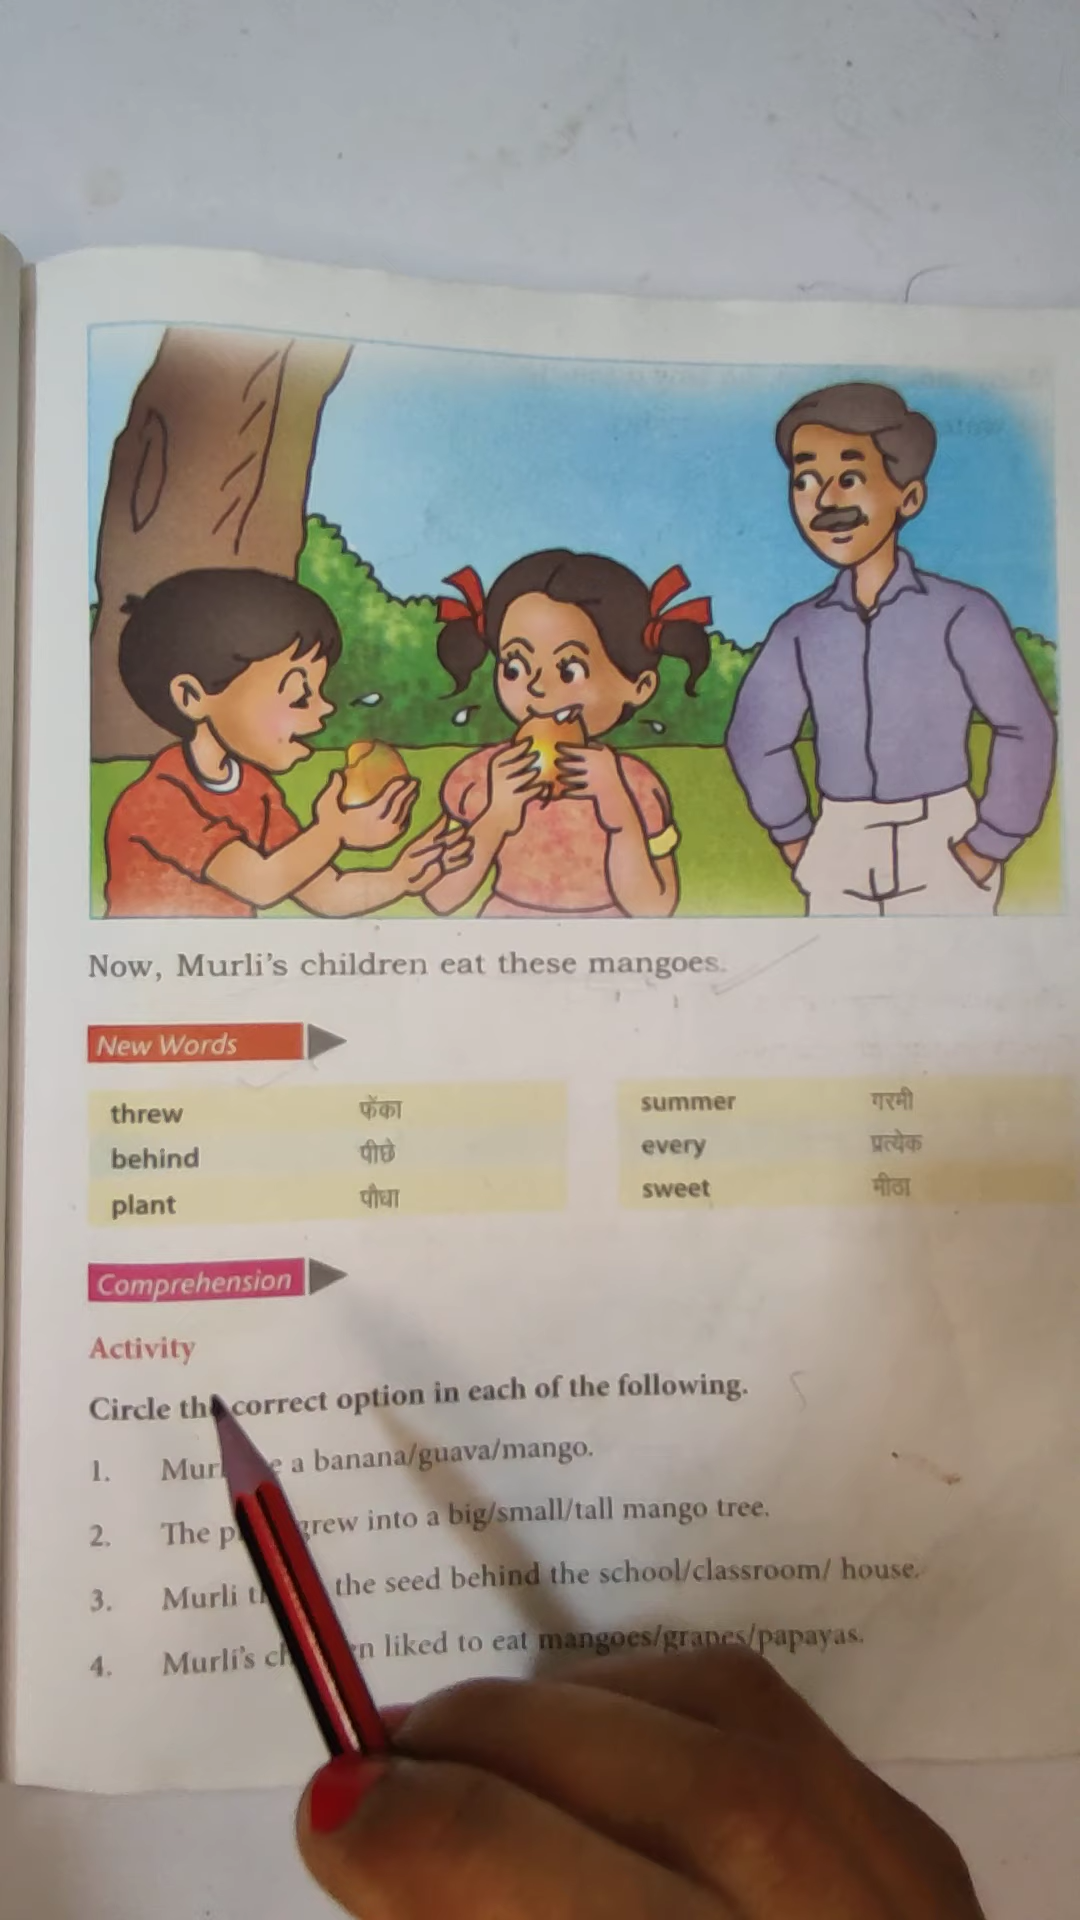 Now, Murli's children eat these mangoes.
New Words
threw फेंका summer गरमी
behind पीछे every प्रत्येक
plant पौधा sweet मीठा
Comprehension
Activity
Circle the correct option in each of the following.
1. a banana/guava/mango.
2. The grew into a big/small/tall mango tree.
3. Murli the seed behind the school/classroom/ house.
4. Murli's liked to eat mangoes/grapes/papayas.